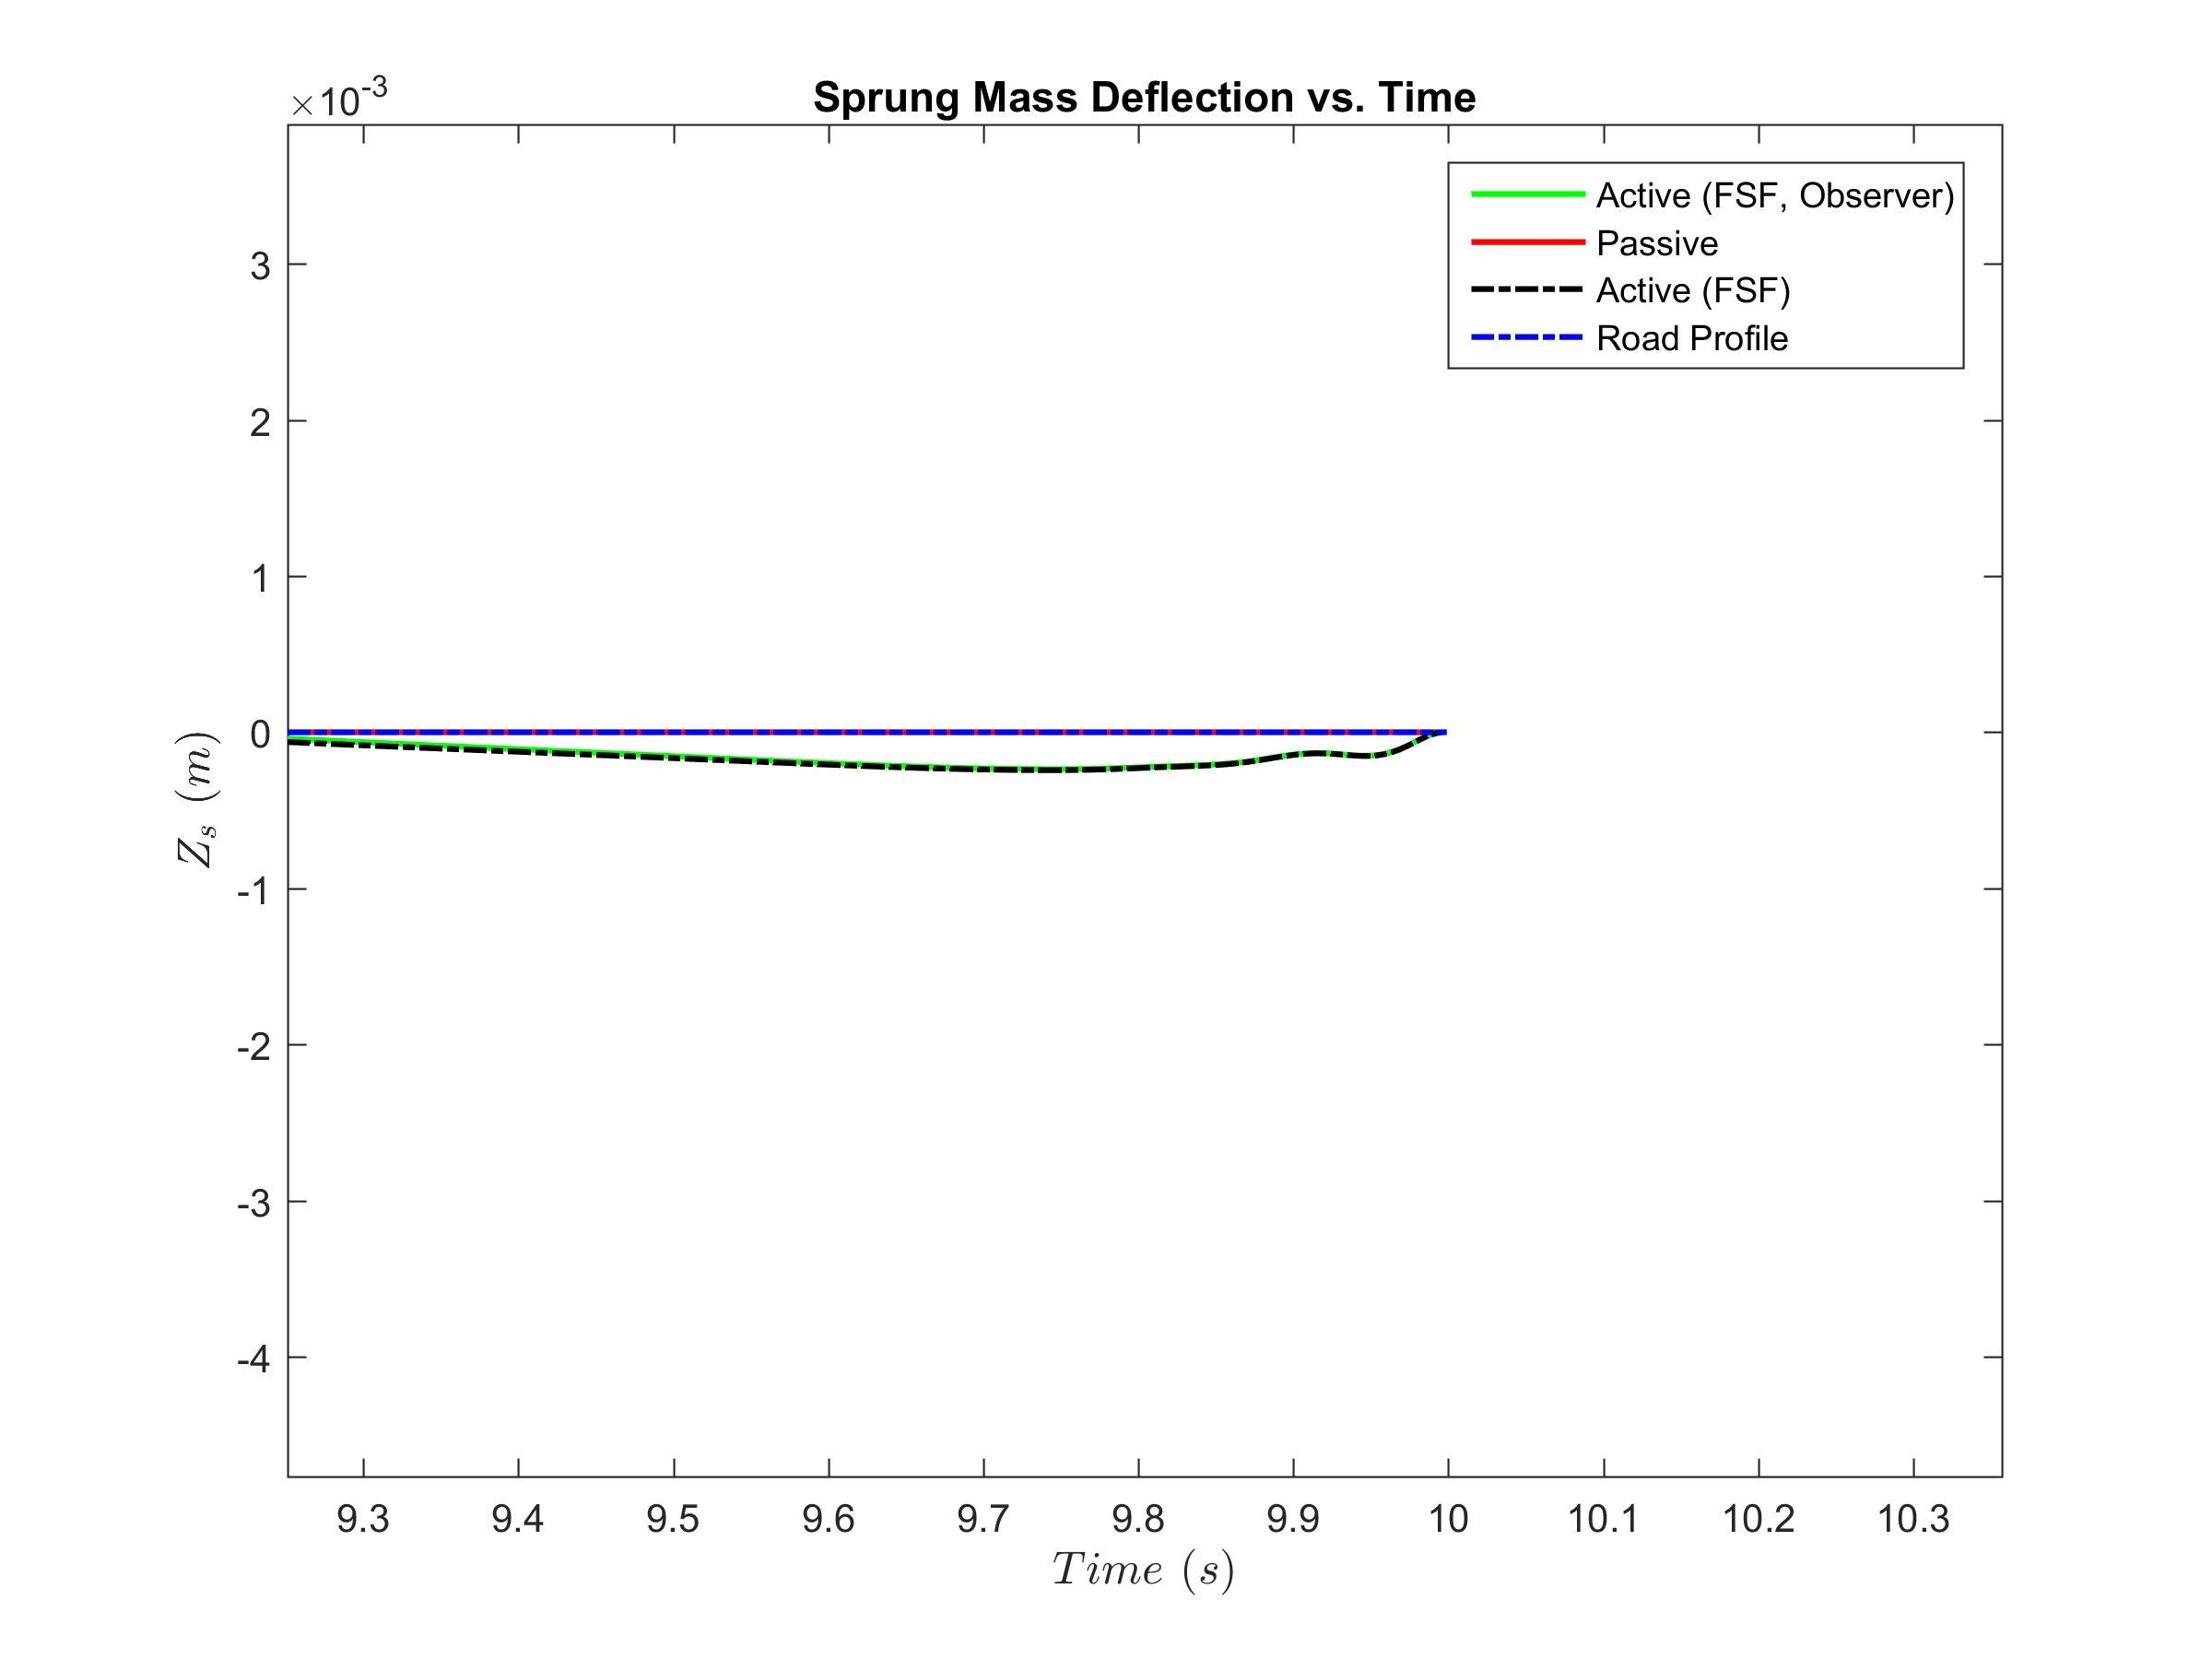 Sprung Mass Deflection vs. Time
×10-3
Active (FSF, Observer)
Passive
Active (FSF)
Road Profile
3
2
1
0
-1
-2
-3
-4
Zs (m)
9.3 9.4 9.5 9.6 9.7 9.8 9.9 10 10.1 10.2 10.3
Time (s)